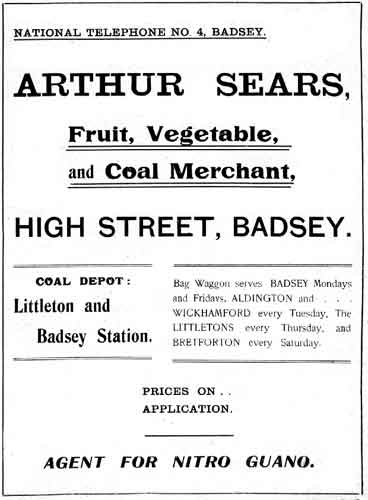 NATIONAL TELEPHONE NO. 4, BADSEY.
ARTHUR SEARS,
Fruit, Vegetable,
and Coal Merchant,
HIGH STREET, BADSEY.
COAL DEPOT:
Littleton and
Badsey Station.
Bag Waggon serves BADSEY Mondays
and Fridays, ALDINGTON and . . .
WICKHAMFORD every Tuesday, The
LITTLETONS every Thursday, and
BRETFORTON every Saturday.
PRICES ON . .
APPLICATION.
AGENT FOR NITRO GUANO.